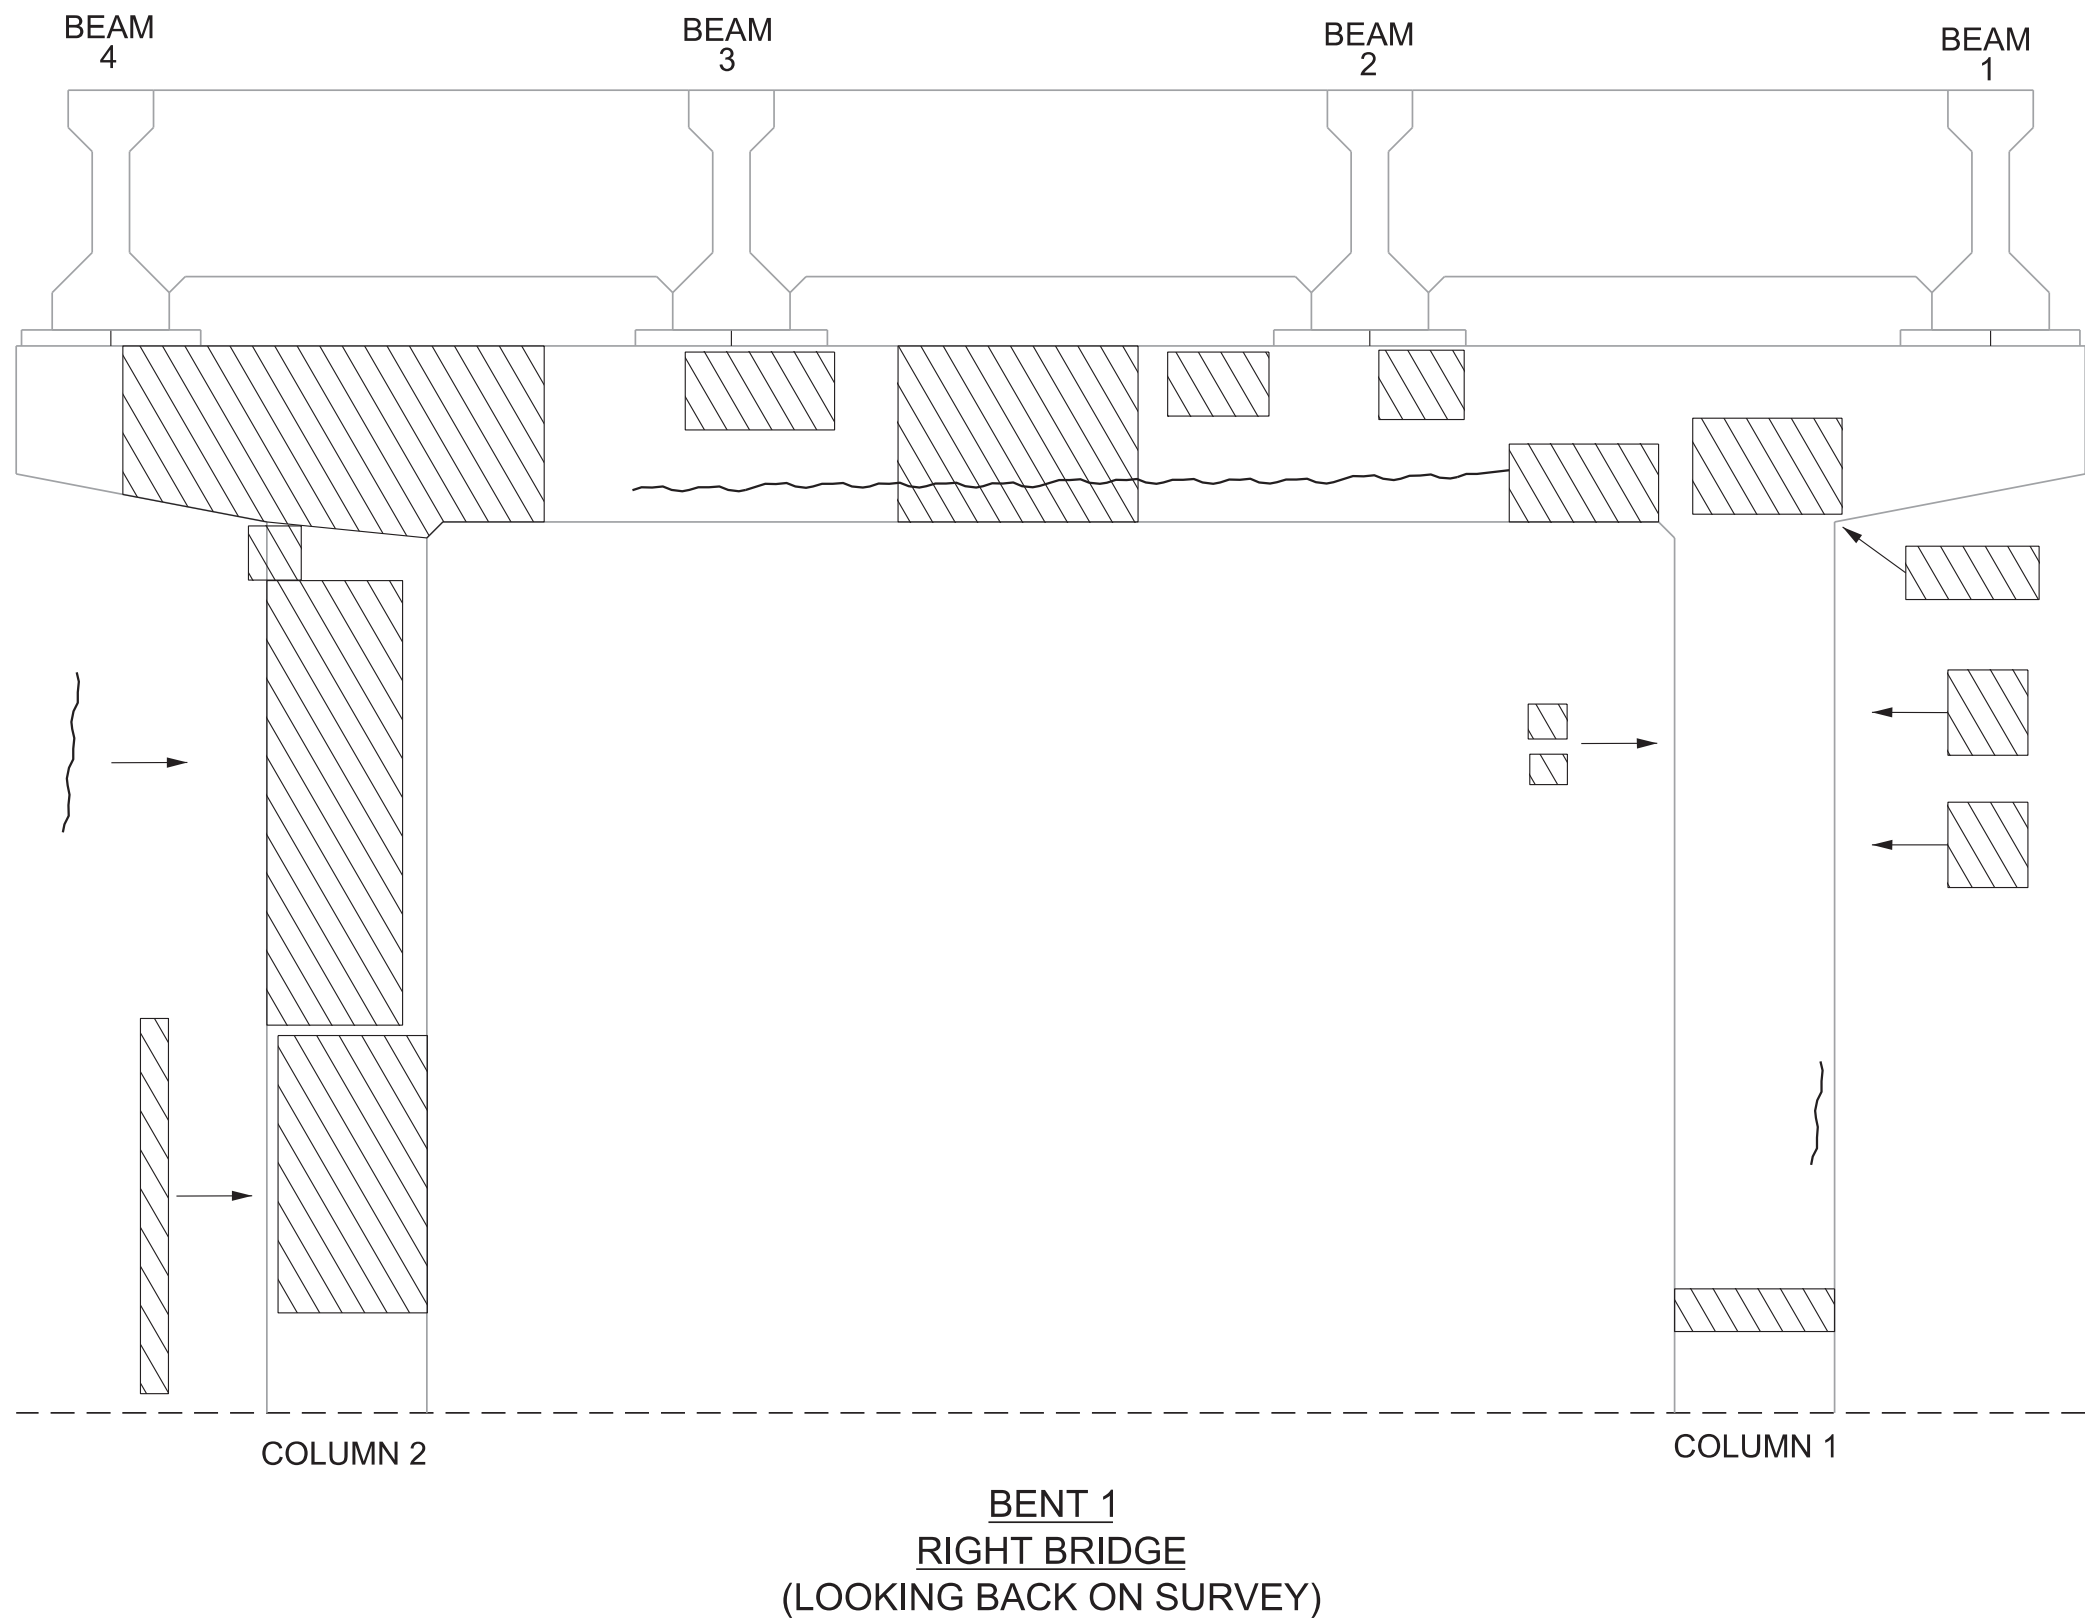 BEAM
4
BEAM
3
BEAM
2
BEAM
1
COLUMN 2
COLUMN 1
BENT 1
RIGHT BRIDGE
(LOOKING BACK ON SURVEY)